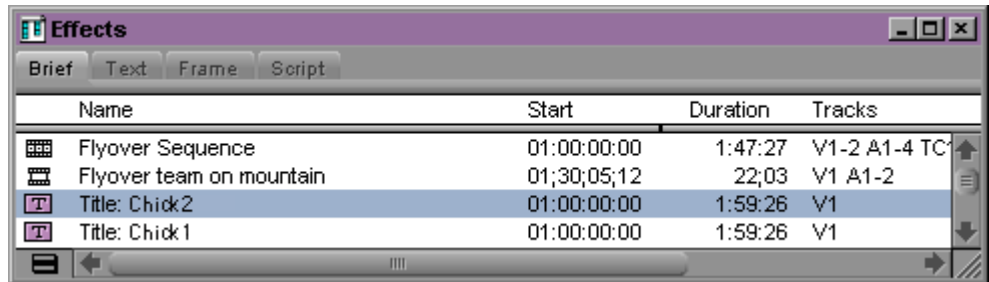 Effects
Brief Text Frame Script
Name Start Duration Tracks
Flyover Sequence 01:00:00:00 1:47:27 V1-2 A1-4 TC1
Flyover team on mountain 01;30;05;12 22;03 V1 A1-2
T Title: Chick2 01:00:00:00 1:59:26 V1
T Title: Chick1 01:00:00:00 1:59:26 V1